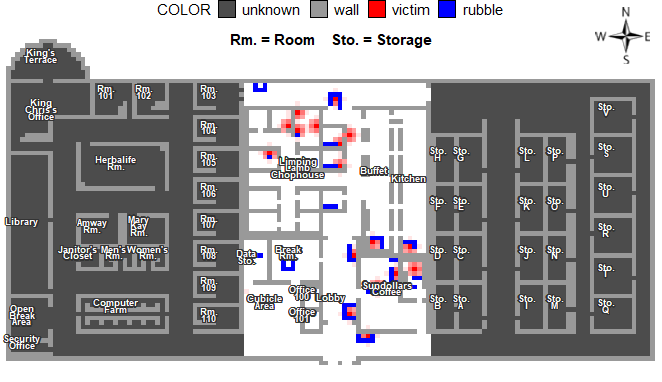 COLOR unknown wall victim rubble
Rm. = Room Sto. = Storage
N
W E
S
King's
Terrace
King
Chris's
Office
Rm.
101
Rm.
102
Rm.
103
Rm.
104
Rm.
105
Rm.
106
Rm.
107
Rm.
108
Rm.
109
Rm.
110
Herbalife
Rm.
Library
Amway
Rm.
Mary
Kay
Rm.
Janitor's
Closet
Men's
Rm.
Women's
Rm.
Computer
Farm
Open
Break
Area
Security
Office
Limping
Lamb
Chophouse
Buffet
Kitchen
Data
Sto.
Break
Rm.
Cubicle
Area
Office
100
Office
101
Lobby
Sundollars
Coffee
Sto.
H
Sto.
G
Sto.
F
Sto.
E
Sto.
D
Sto.
C
Sto.
B
Sto.
A
Sto.
L
Sto.
P
Sto.
K
Sto.
O
Sto.
J
Sto.
N
Sto.
I
Sto.
M
Sto.
V
Sto.
S
Sto.
U
Sto.
R
Sto.
T
Sto.
Q